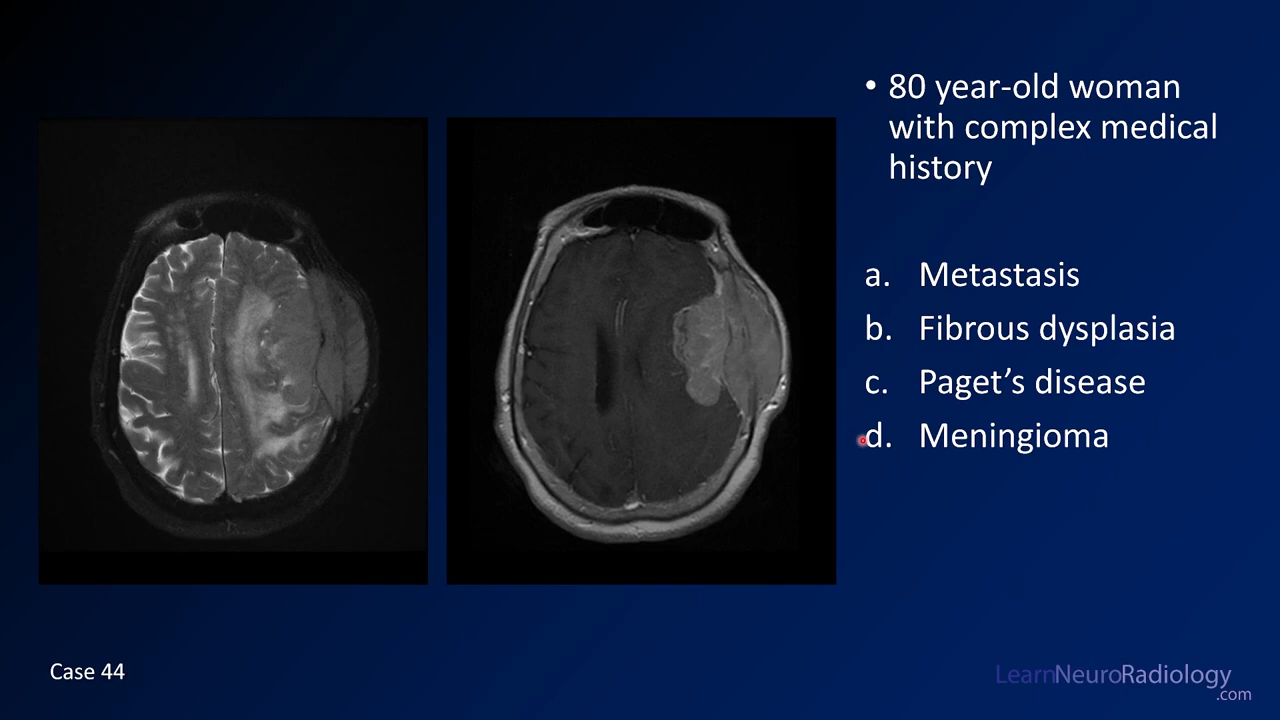 • 80 year-old woman
with complex medical
history
a. Metastasis
b. Fibrous dysplasia
c. Paget’s disease
d. Meningioma
Case 44
LearnNeuroRadiology
.com